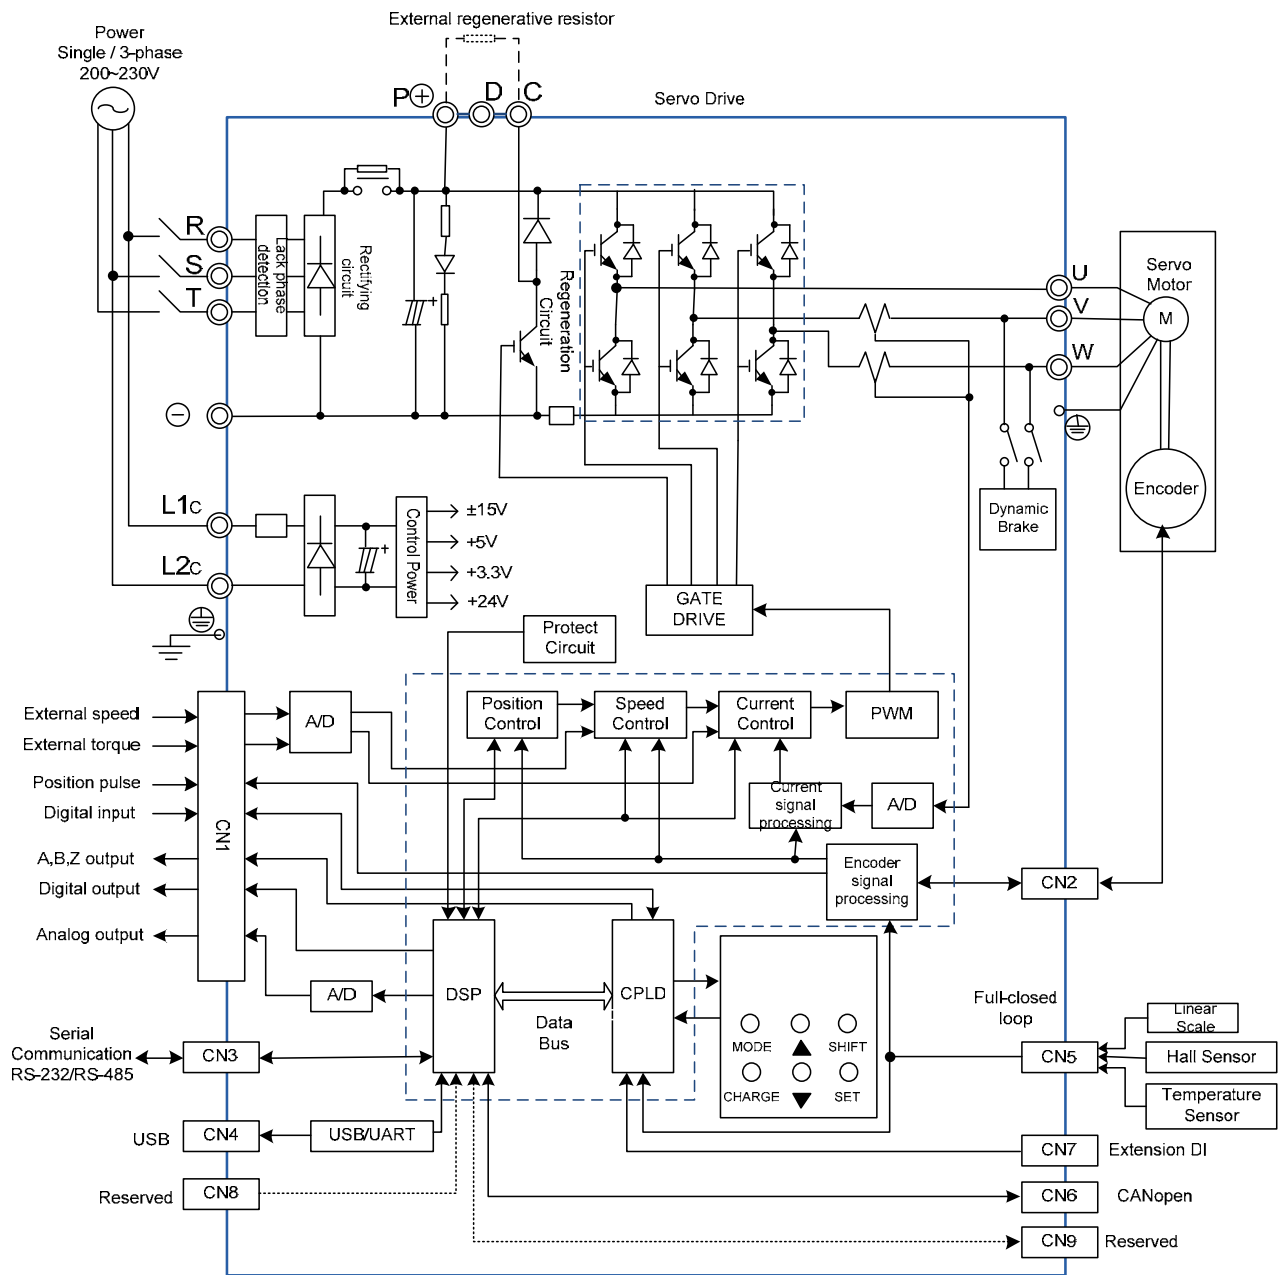 External regenerative resistor
Power
Single / 3-phase
200~230V
P⊕
D
C
Servo Drive
R
S
T
Lack phase
detection
Rectifying
circuit
Regeneration
Circuit
U
V
W
Servo
Motor
M
Encoder
Dynamic
Brake
⊖
L1c
L2c
+
+
Control Power
±15V
+5V
+3.3V
+24V
GATE
DRIVE
Protect
Circuit
Position
Control
Speed
Control
Current
Control
PWM
External speed
External torque
Position pulse
Digital input
A,B,Z output
Digital output
Analog output
CN1
A/D
Current
signal
processing
A/D
Encoder
signal
processing
CN2
DSP
Data
Bus
CPLD
A/D
MODE
▲
SHIFT
CHARGE
▼
SET
Full-closed
loop
CN5
Linear
Scale
Hall Sensor
Temperature
Sensor
Serial
Communication
RS-232/RS-485
CN3
USB
CN4
USB/UART
Reserved
CN8
CN7
Extension DI
CN6
CANopen
CN9
Reserved